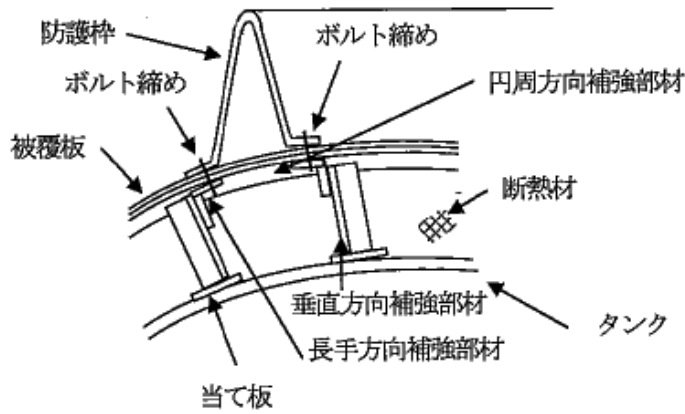 防護枠
ボルト締め
ボルト締め
円周方向補強部材
被覆板
断熱材
垂直方向補強部材
タンク
長手方向補強部材
当て板